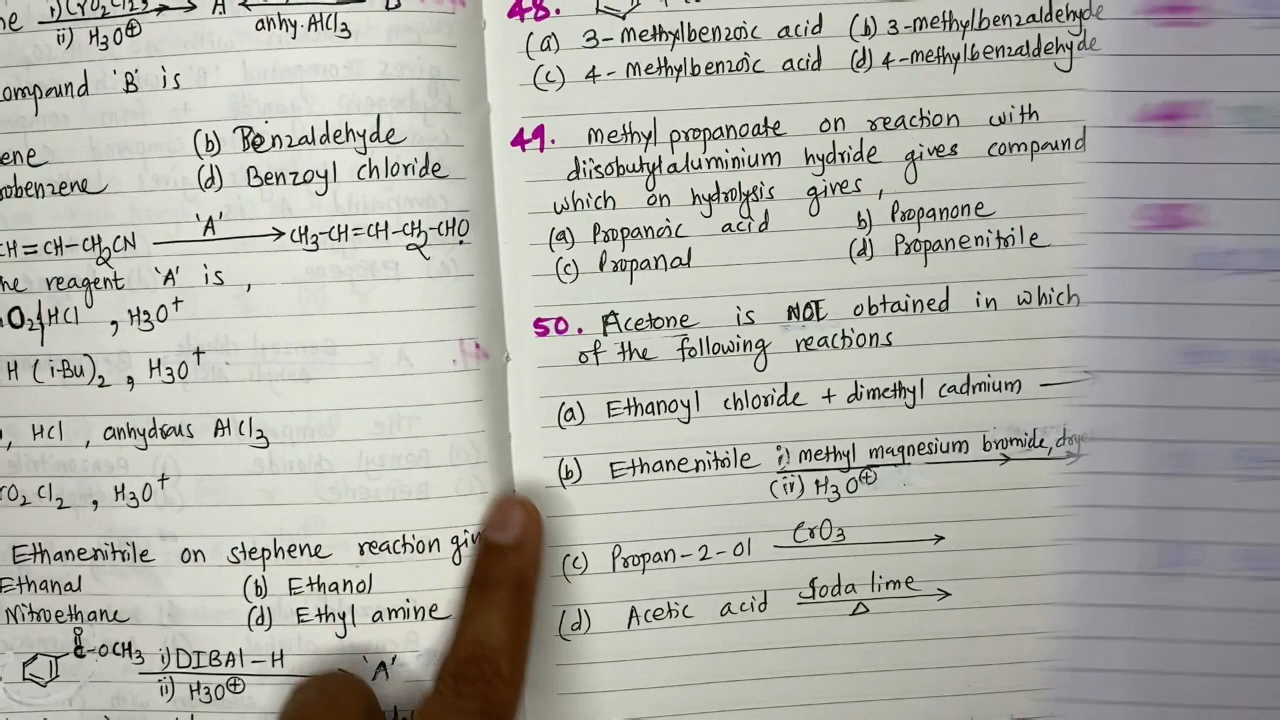 ii) H3O⊕
anhy. AlCl3
compound 'B' is
(b) Benzaldehyde
(d) Benzoyl chloride
CH=CH-CH2CN 'A' → CH3-CH=CH-CH2-CHO
reagent 'A' is,
HCl, H3O+
H (i-Bu)2, H3O+
HCl, anhydrous AlCl3
O2Cl2, H3O+
Ethanenitrile on stephene reaction
Ethanal (b) Ethanol
Nitroethane (d) Ethyl amine
O
C-OCH3 i) DIBAl-H 'A'
ii) H3O⊕
48.
(a) 3-methylbenzoic acid (b) 3-methylbenzaldehyde
(c) 4-methylbenzoic acid (d) 4-methylbenzaldehyde
49. methyl propanoate on reaction with
diisobutylaluminium hydride gives compound
which on hydrolysis gives,
(a) Propanoic acid b) Propanone
(c) Propanal (d) Propanenitrile
50. Acetone is NOT obtained in which
of the following reactions
(a) Ethanoyl chloride + dimethyl cadmium →
(b) Ethanenitrile i) methyl magnesium bromide,
(ii) H3O⊕
(c) Propan-2-ol CrO3 →
(d) Acetic acid Soda lime →
Δ